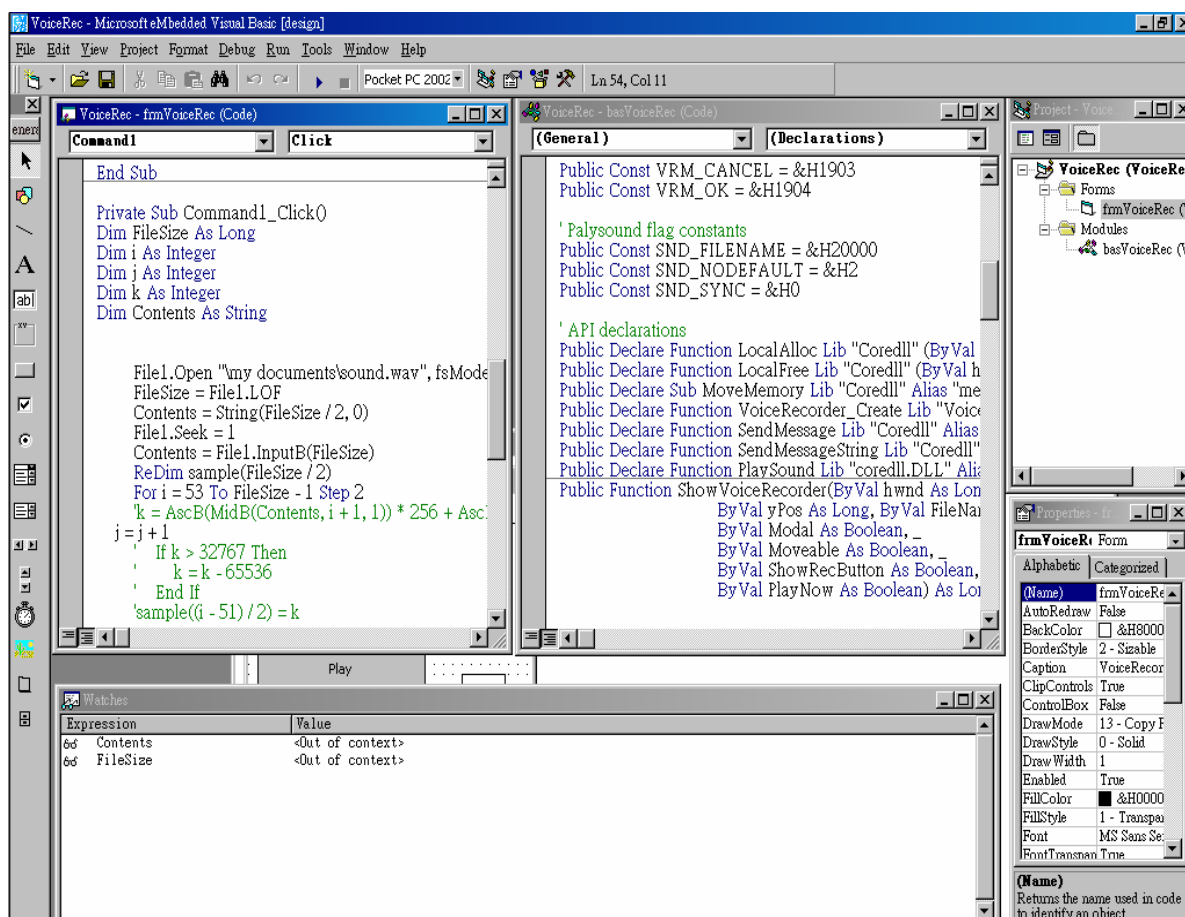 VoiceRec - Microsoft eMbedded Visual Basic [design]
File Edit View Project Format Debug Run Tools Window Help
Pocket PC 2002 Ln 54, Col 11
VoiceRec - frmVoiceRec (Code)
Command1 Click
End Sub
Private Sub Command1_Click()
Dim FileSize As Long
Dim i As Integer
Dim j As Integer
Dim k As Integer
Dim Contents As String
File1.Open "\my documents\sound.wav", fsMode
FileSize = File1.LOF
Contents = String(FileSize / 2, 0)
File1.Seek = 1
Contents = File1.InputB(FileSize)
ReDim sample(FileSize / 2)
For i = 53 To FileSize - 1 Step 2
'k = AscB(MidB(Contents, i + 1, 1)) * 256 + Asc
j = j + 1
' If k > 32767 Then
' k = k - 65536
' End If
'sample((i - 51) / 2) = k
VoiceRec - basVoiceRec (Code)
(General) (Declarations)
Public Const VRM_CANCEL = &H1903
Public Const VRM_OK = &H1904
' Palysound flag constants
Public Const SND_FILENAME = &H20000
Public Const SND_NODEFAULT = &H2
Public Const SND_SYNC = &H0
' API declarations
Public Declare Function LocalAlloc Lib "Coredll" (ByVal
Public Declare Function LocalFree Lib "Coredll" (ByVal h
Public Declare Sub MoveMemory Lib "Coredll" Alias "me
Public Declare Function VoiceRecorder_Create Lib "Voice
Public Declare Function SendMessage Lib "Coredll" Alias
Public Declare Function SendMessageString Lib "Coredll"
Public Declare Function PlaySound Lib "coredll.DLL" Alia
Public Function ShowVoiceRecorder(ByVal hwnd As Lon
ByVal yPos As Long, ByVal FileNa
ByVal Modal As Boolean, _
ByVal Moveable As Boolean, _
ByVal ShowRecButton As Boolean,
ByVal PlayNow As Boolean) As Lo
Project - Voice
VoiceRec (VoiceRe
Forms
frmVoiceRec (
Modules
basVoiceRec (
Properties - fr
frmVoiceR Form
Alphabetic Categorized
(Name) frmVoiceRe
AutoRedraw False
BackColor &H8000
BorderStyle 2 - Sizable
Caption VoiceRecor
ClipControls True
ControlBox False
DrawMode 13 - Copy P
DrawStyle 0 - Solid
DrawWidth 1
Enabled True
FillColor &H0000
FillStyle 1 - Transpa
Font MS Sans Se
FontTranspan True
(Name)
Returns the name used in code
to identify an object
Play
Watches
Expression Value
Contents <Out of context>
FileSize <Out of context>